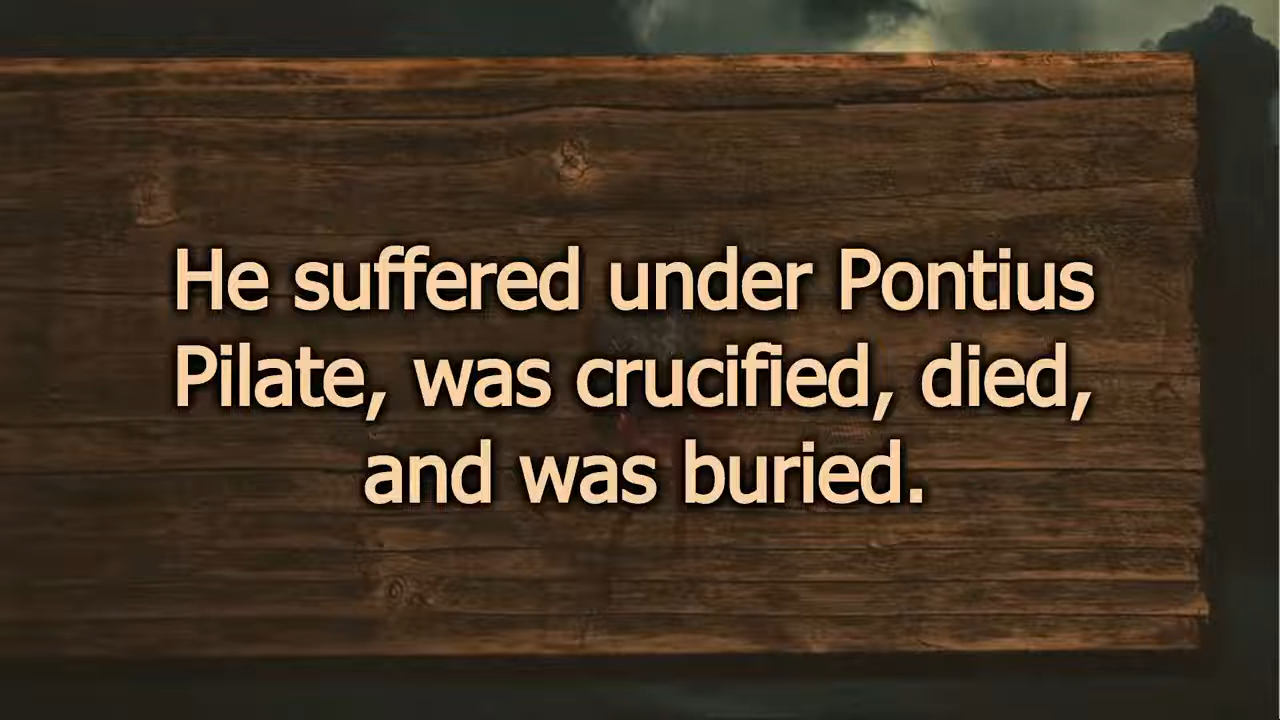 He suffered under Pontius
Pilate, was crucified, died,
and was buried.